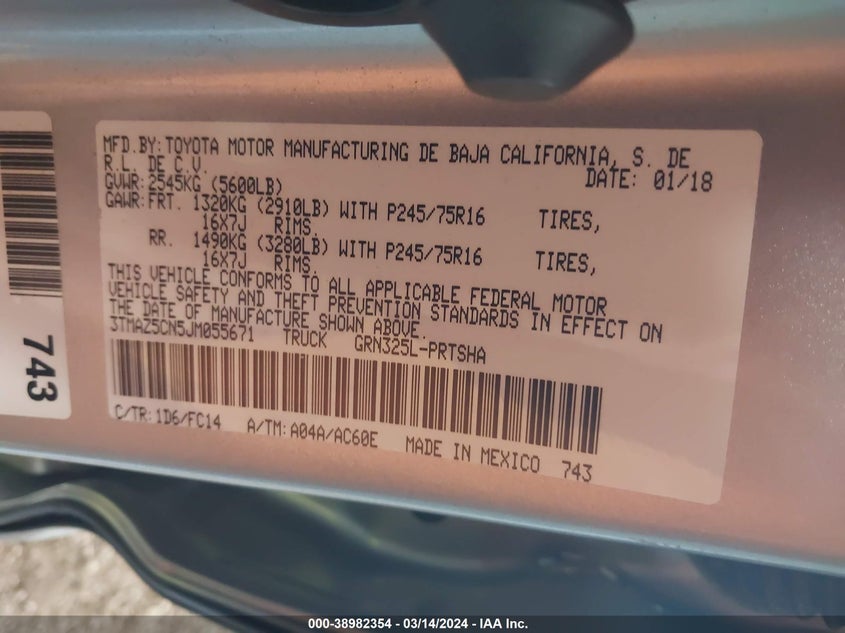 MFD.BY: TOYOTA MOTOR MANUFACTURING DE BAJA CALIFORNIA, S. DE
R.L. DE C.V. DATE: 01/18
GVWR: 2545KG (5600LB)
GAWR: FRT. 1320KG (2910LB) WITH P245/75R16 TIRES,
16X7J RIMS.
RR. 1490KG (3280LB) WITH P245/75R16 TIRES,
16X7J RIMS.
THIS VEHICLE CONFORMS TO ALL APPLICABLE FEDERAL MOTOR
VEHICLE SAFETY AND THEFT PREVENTION STANDARDS IN EFFECT ON
THE DATE OF MANUFACTURE SHOWN ABOVE.
3TMAZ5CN5JM055671 TRUCK GRN325L-PRTSHA
C/TR: 1D6/FC14 A/TM: A04A/AC60E MADE IN MEXICO 743
743
000-38982354 / 03/14/2024 - IAA Inc.